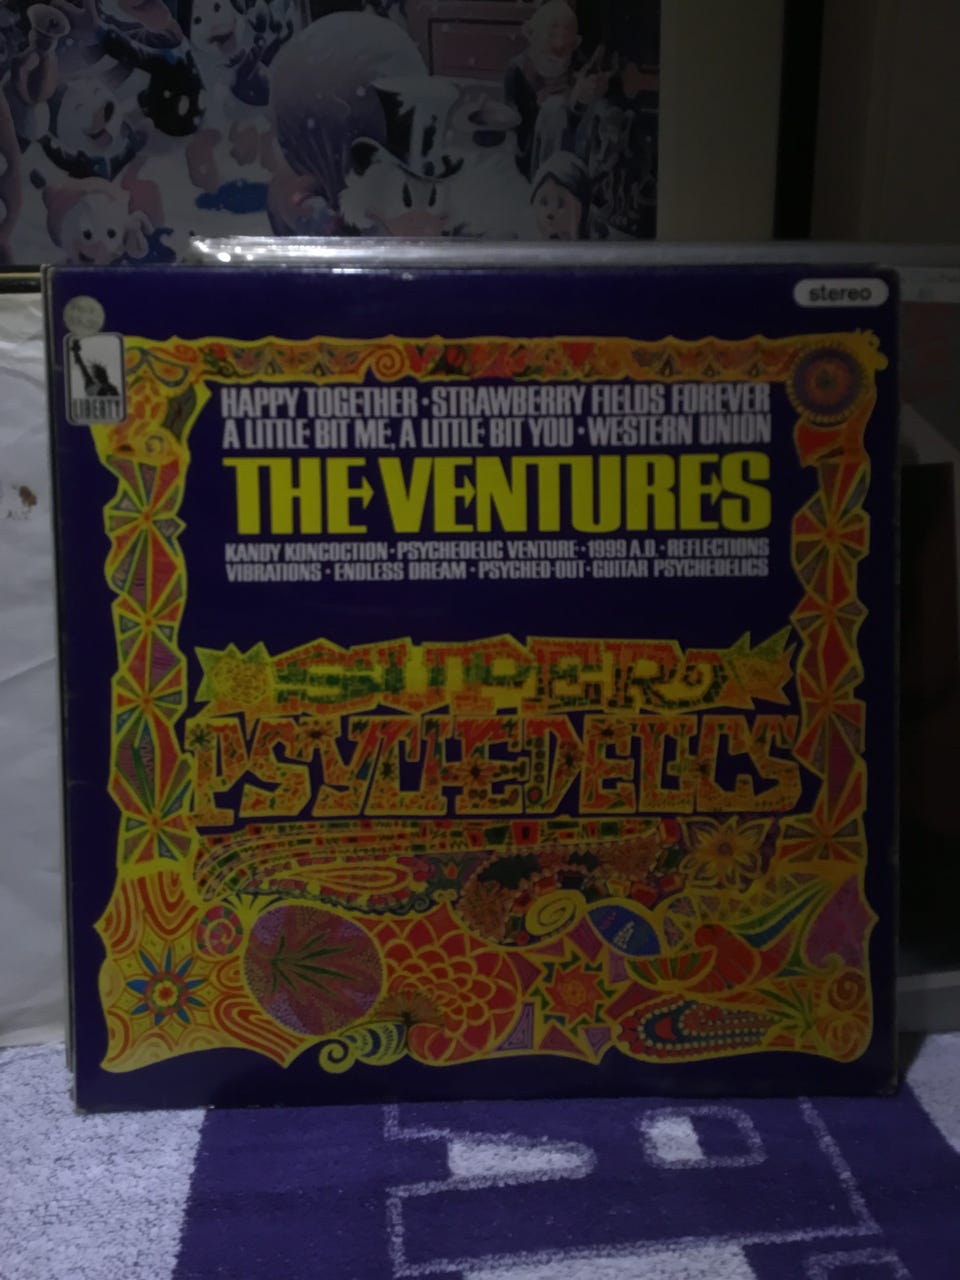 stereo
LIBERTY
HAPPY TOGETHER • STRAWBERRY FIELDS FOREVER
A LITTLE BIT ME, A LITTLE BIT YOU • WESTERN UNION
THE VENTURES
KANDY KONCOCTION • PSYCHEDELIC VENTURE • 1999 A.D. • REFLECTIONS
VIBRATIONS • ENDLESS DREAM • PSYCHED-OUT • GUITAR PSYCHEDELICS
SUPER
PSYCHEDELICS